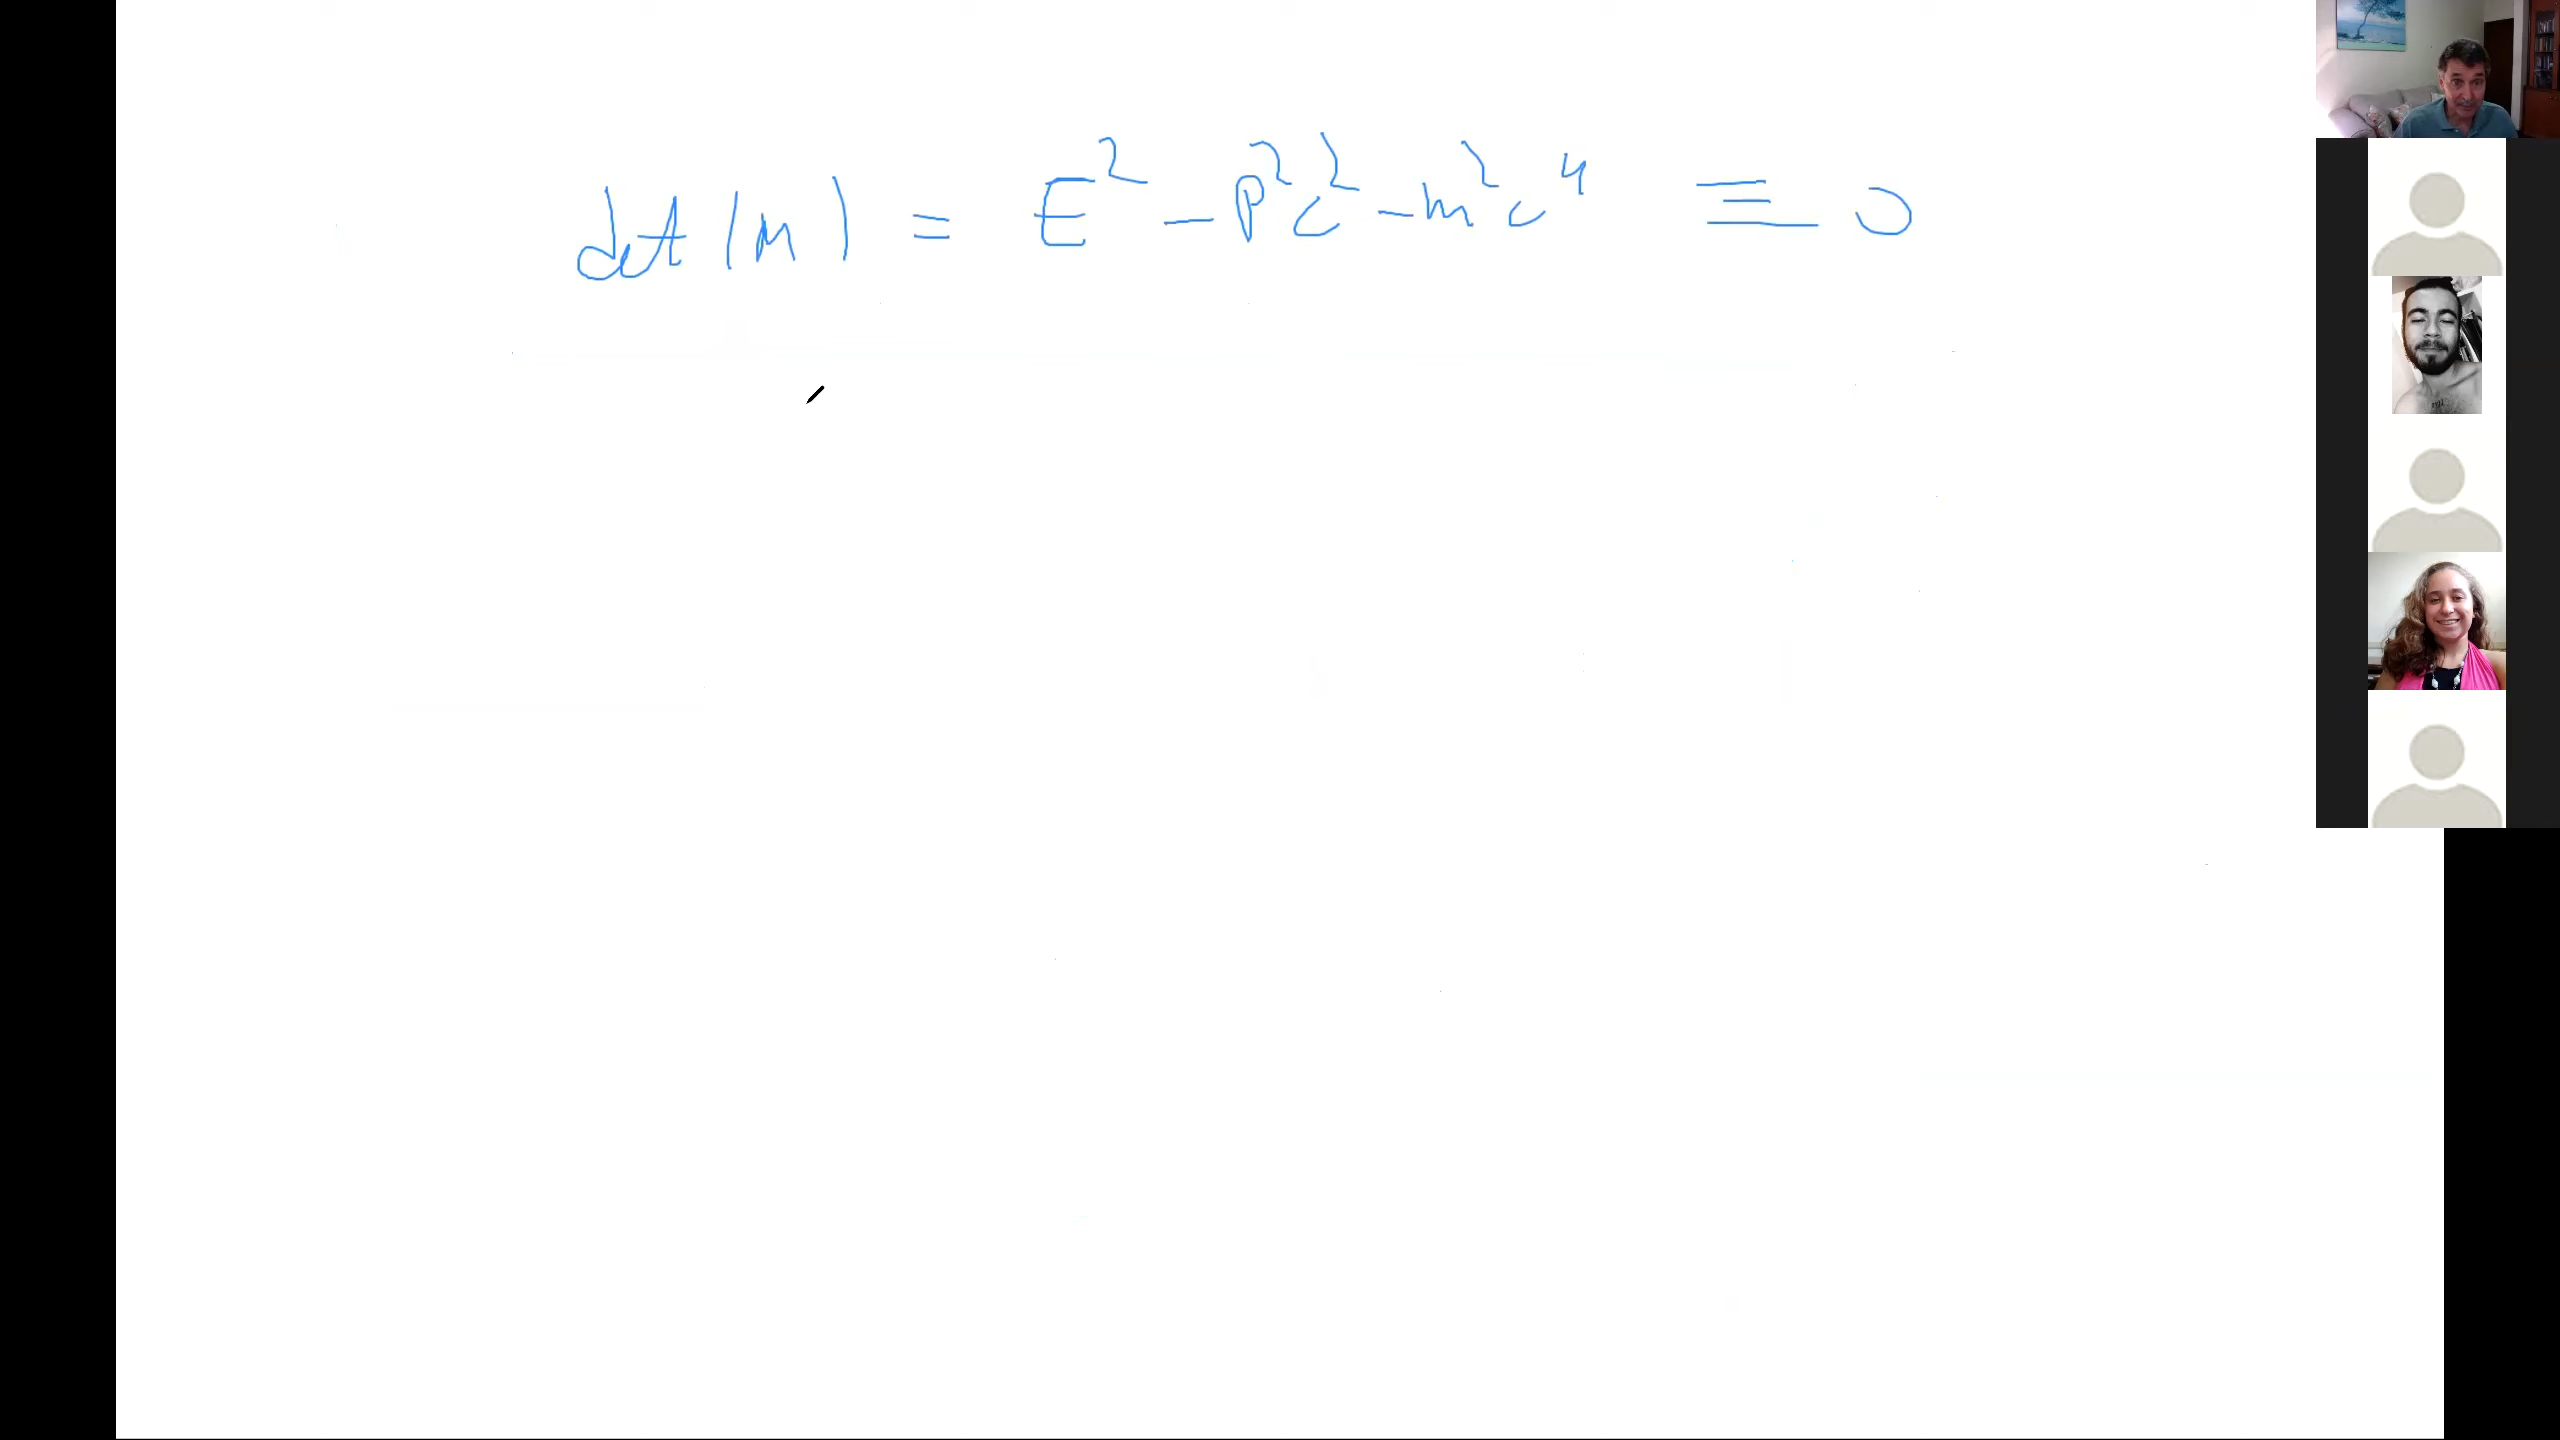 det(M) = E² - P²c² - m²c⁴ ≡ 0